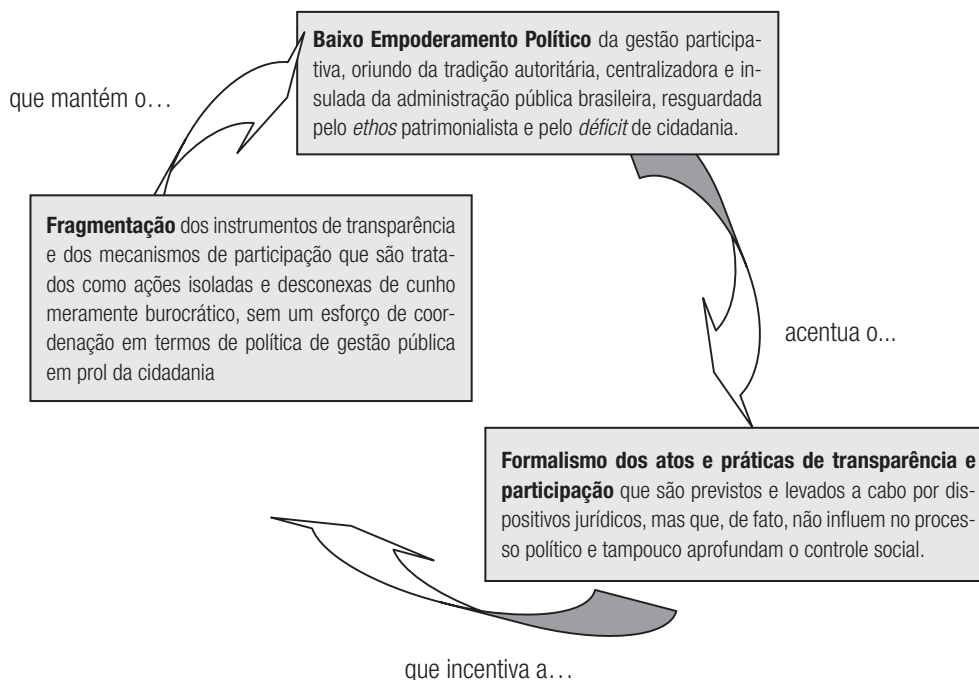 Baixo Empoderamento Político da gestão participa-
tiva, oriundo da tradição autoritária, centralizadora e in-
sulada da administração pública brasileira, resguardada
pelo ethos patrimonialista e pelo déficit de cidadania.
que mantém o…
Fragmentação dos instrumentos de transparência
e dos mecanismos de participação que são trata-
dos como ações isoladas e desconexas de cunho
meramente burocrático, sem um esforço de coor-
denação em termos de política de gestão pública
em prol da cidadania
acentua o...
Formalismo dos atos e práticas de transparência e
participação que são previstos e levados a cabo por dis-
positivos jurídicos, mas que, de fato, não influem no proces-
so político e tampouco aprofundam o controle social.
que incentiva a…